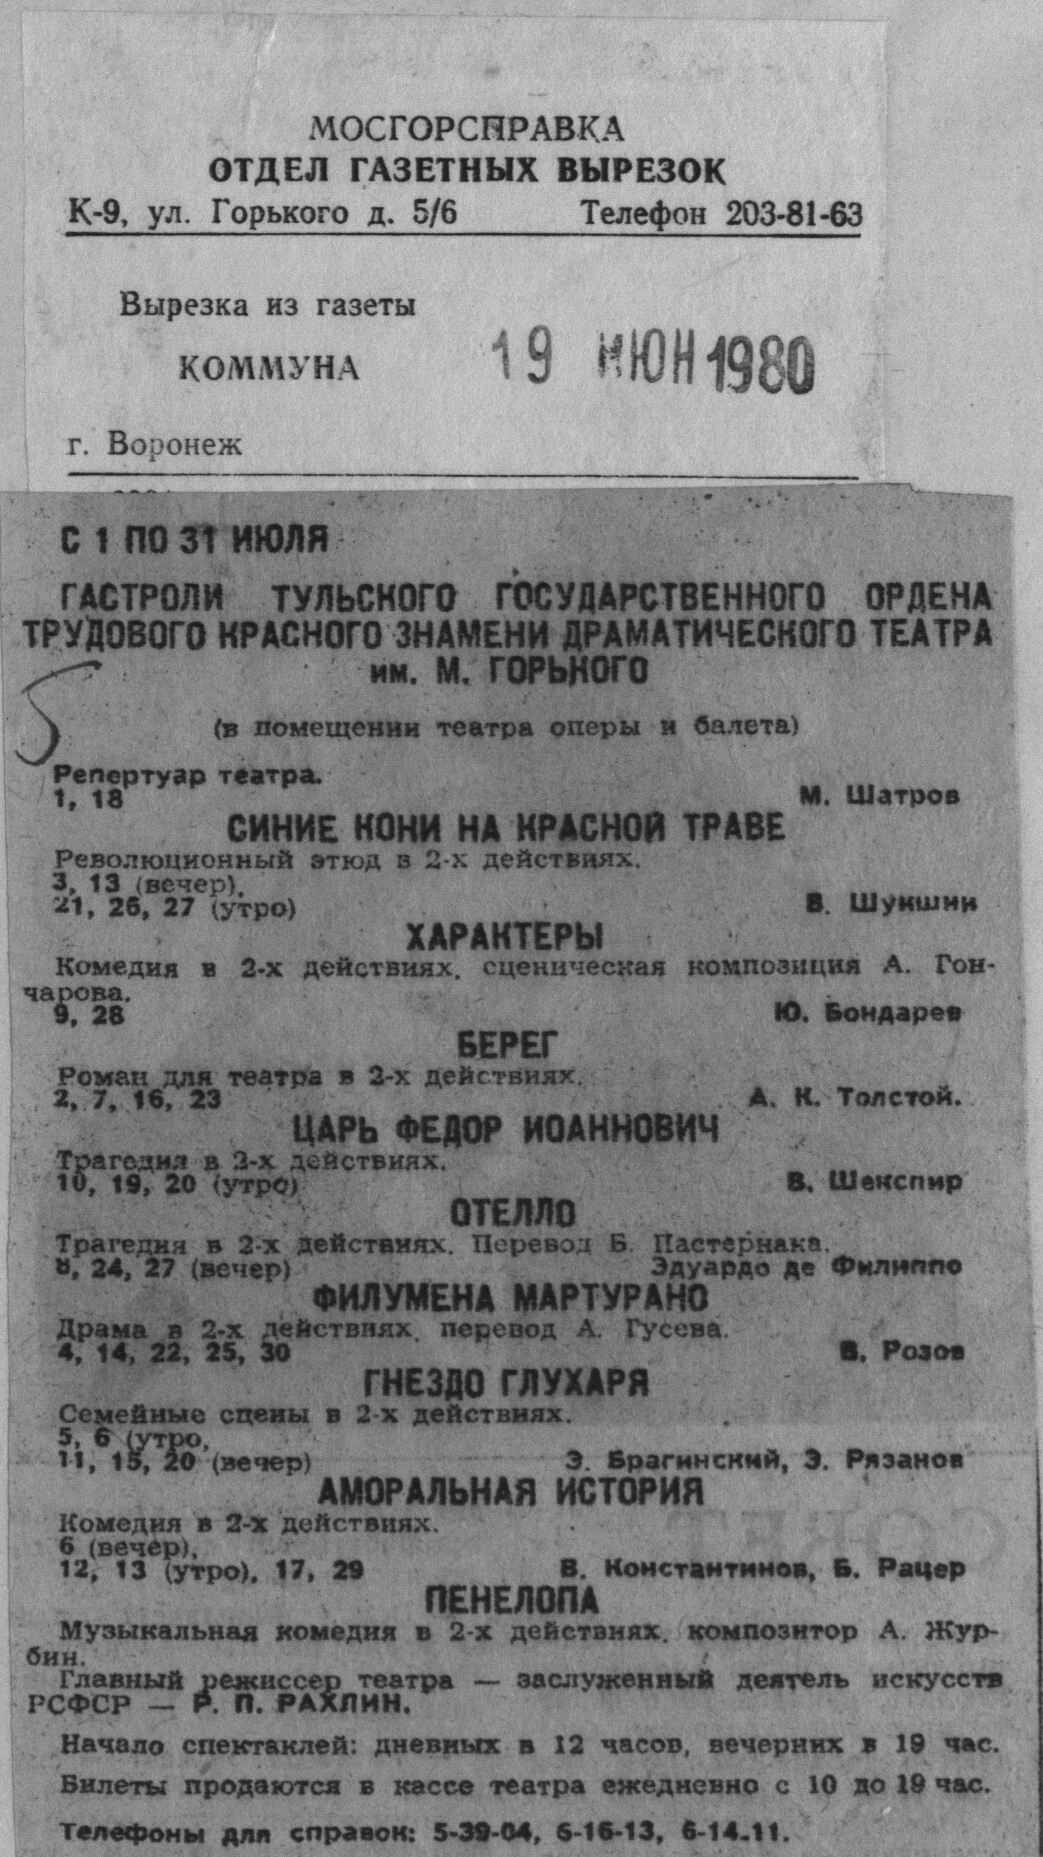 МОСГОРСПРАВКА
ОТДЕЛ ГАЗЕТНЫХ ВЫРЕЗОК
К-9, ул. Горького д. 5/6 Телефон 203-81-63
Вырезка из газеты
КОММУНА
19 ИЮН 1980
г. Воронеж
С 1 ПО 31 ИЮЛЯ
ГАСТРОЛИ ТУЛЬСКОГО ГОСУДАРСТВЕННОГО ОРДЕНА
ТРУДОВОГО КРАСНОГО ЗНАМЕНИ ДРАМАТИЧЕСКОГО ТЕАТРА
им. М. ГОРЬКОГО
5
(в помещении театра оперы и балета)
Репертуар театра.
1, 18 М. Шатров
СИНИЕ КОНИ НА КРАСНОЙ ТРАВЕ
Революционный этюд в 2-х действиях.
3, 13 (вечер),
21, 26, 27 (утро) В. Шукшин
ХАРАКТЕРЫ
Комедия в 2-х действиях, сценическая композиция А. Гон-
чарова.
9, 28 Ю. Бондарев
БЕРЕГ
Роман для театра в 2-х действиях.
2, 7, 16, 23 А. К. Толстой.
ЦАРЬ ФЕДОР ИОАННОВИЧ
Трагедия в 2-х действиях.
10, 19, 20 (утро) В. Шекспир
ОТЕЛЛО
Трагедия в 2-х действиях. Перевод Б. Пастернака.
8, 24, 27 (вечер) Эдуардо де Филиппо
ФИЛУМЕНА МАРТУРАНО
Драма в 2-х действиях, перевод А. Гусева.
4, 14, 22, 25, 30 В. Розов
ГНЕЗДО ГЛУХАРЯ
Семейные сцены в 2-х действиях.
5, 6 (утро,
11, 15, 20 (вечер) Э. Брагинский, Э. Рязанов
АМОРАЛЬНАЯ ИСТОРИЯ
Комедия в 2-х действиях.
6 (вечер),
12, 13 (утро), 17, 29 В. Константинов, Б. Рацер
ПЕНЕЛОПА
Музыкальная комедия в 2-х действиях, композитор А. Жур-
бин.
Главный режиссер театра — заслуженный деятель искусств
РСФСР — Р. П. РАХЛИН.
Начало спектаклей: дневных в 12 часов, вечерних в 19 час.
Билеты продаются в кассе театра ежедневно с 10 до 19 час.
Телефоны для справок: 5-39-04, 6-16-13, 6-14-11.